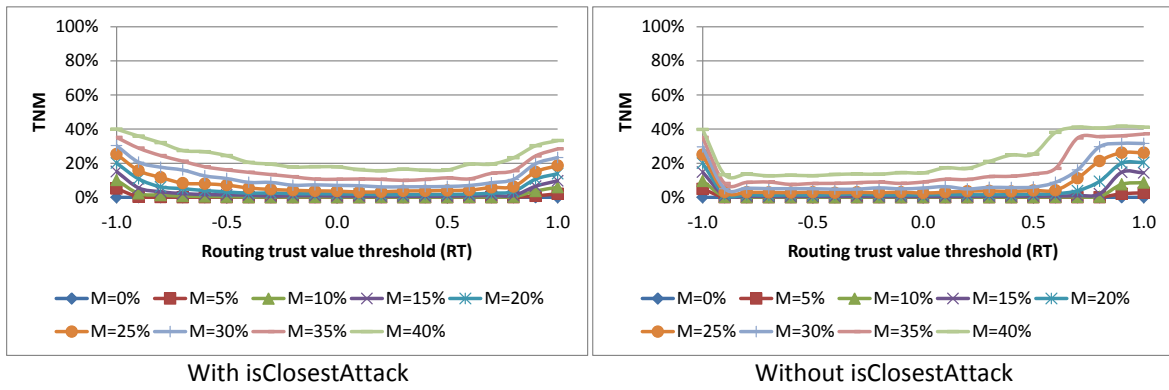 100%
80%
60%
40%
20%
0%
TNM
-1.0 -0.5 0.0 0.5 1.0
Routing trust value threshold (RT)
M=0% M=5% M=10% M=15% M=20%
M=25% M=30% M=35% M=40%
With isClosestAttack
100%
80%
60%
40%
20%
0%
TNM
-1.0 -0.5 0.0 0.5 1.0
Routing trust value threshold (RT)
M=0% M=5% M=10% M=15% M=20%
M=25% M=30% M=35% M=40%
Without isClosestAttack